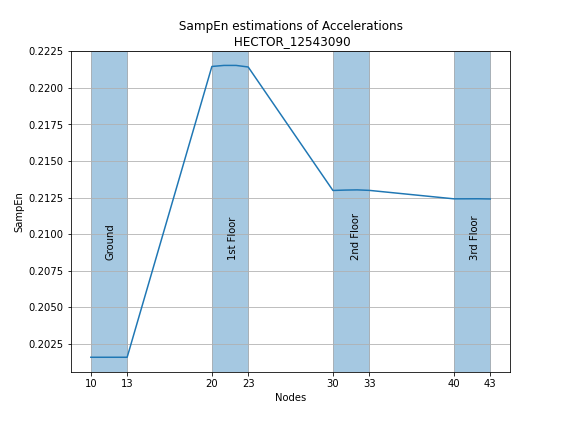 SampEn estimations of Accelerations
HECTOR_12543090
0.2225
0.2200
0.2175
0.2150
0.2125
0.2100
0.2075
0.2050
0.2025
SampEn
Ground
1st Floor
2nd Floor
3rd Floor
10 13 20 23 30 33 40 43
Nodes